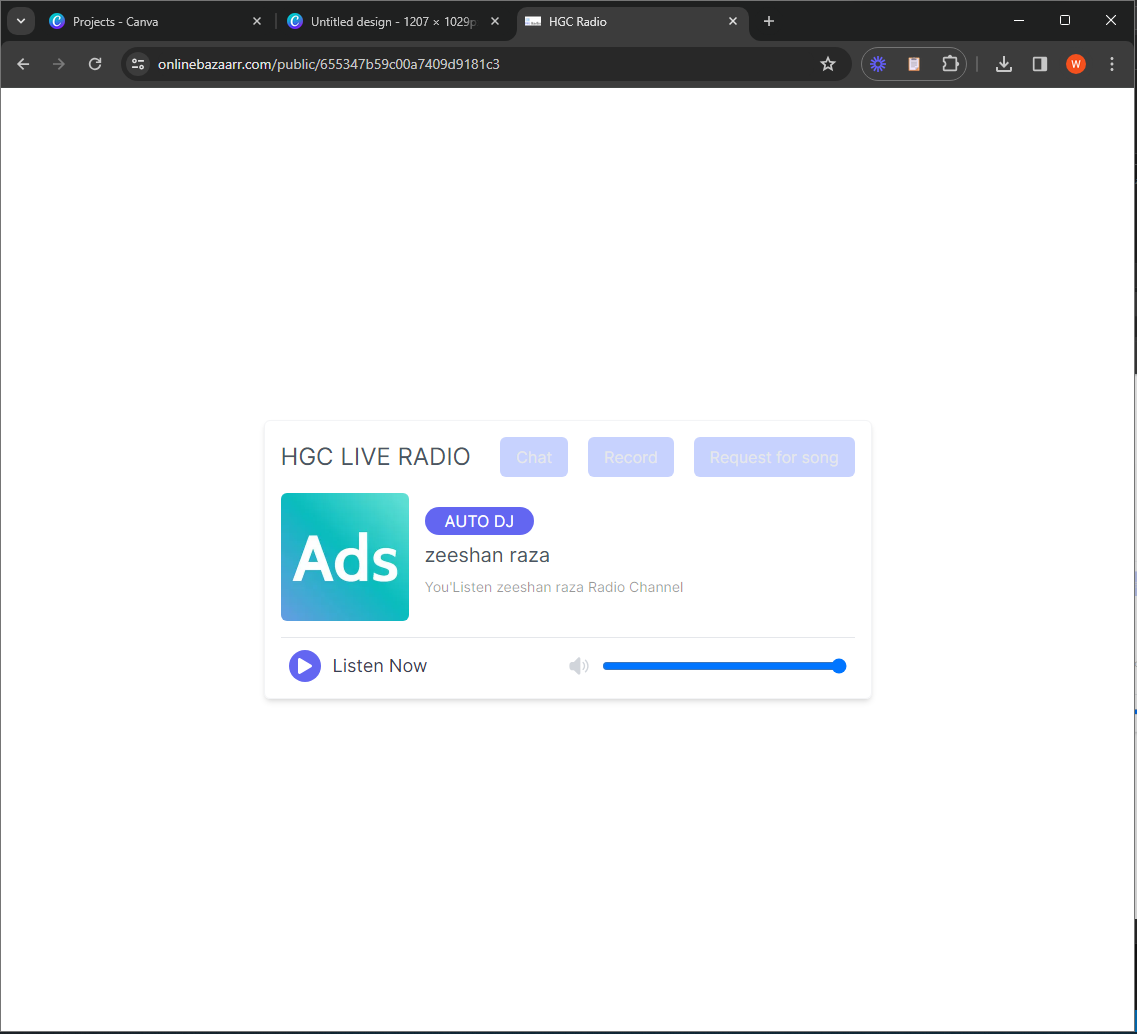 Projects - Canva
Untitled design - 1207 × 1029p
HGC Radio
onlinebazaarr.com/public/655347b59c00a7409d9181c3
W
HGC LIVE RADIO
Chat
Record
Request for song
Ads
AUTO DJ
zeeshan raza
You'Listen zeeshan raza Radio Channel
Listen Now